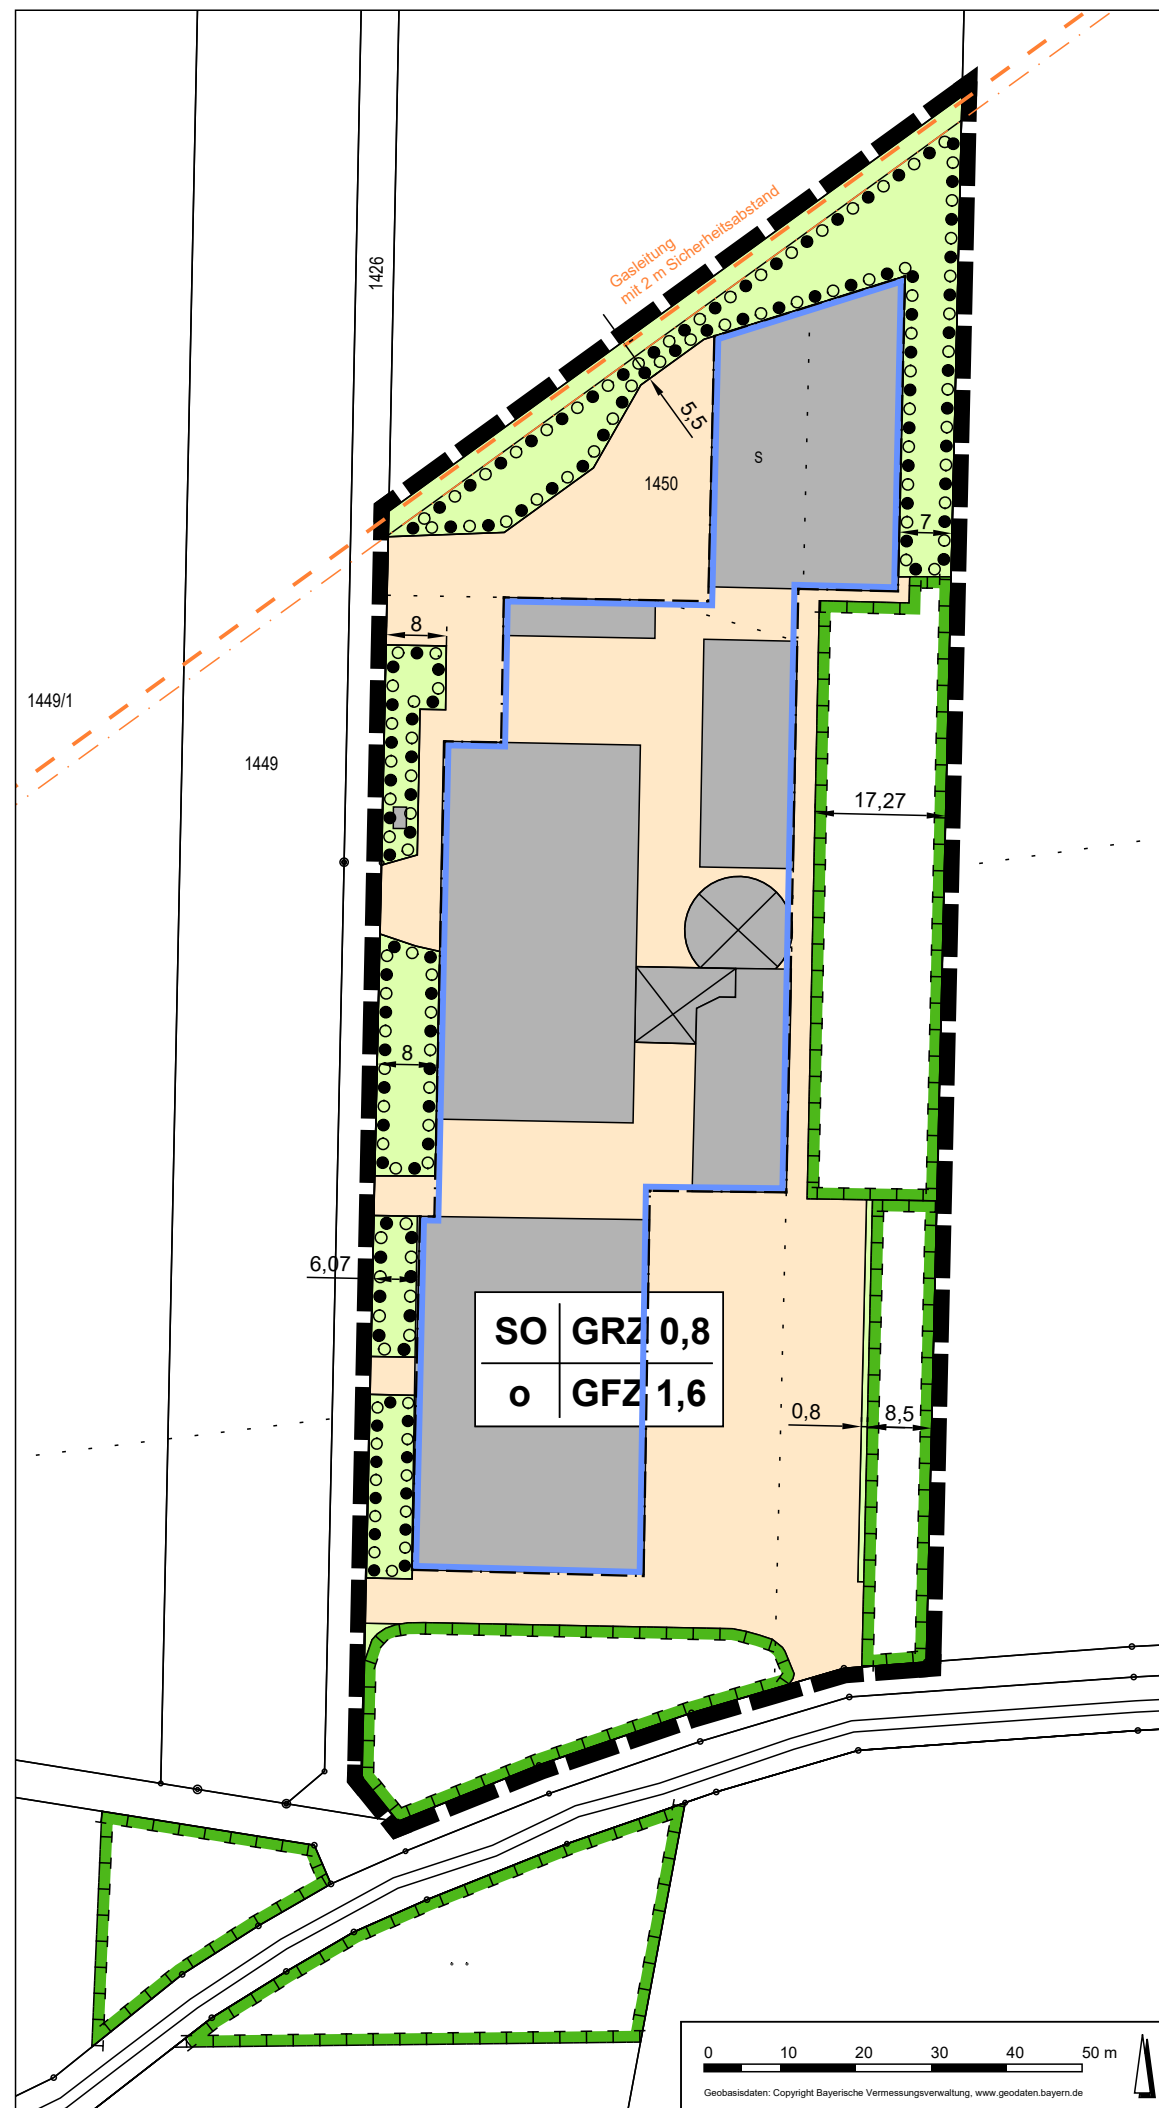 1426
Gasleitung
mit 2 m Sicherheitsabstand
5,5
S
1450
7
8
1449/1
1449
17,27
8
6,07
SO GRZ 0,8
o GFZ 1,6
0,8
8,5
0 10 20 30 40 50 m
Geobasisdaten: Copyright Bayerische Vermessungsverwaltung, www.geodaten.bayern.de